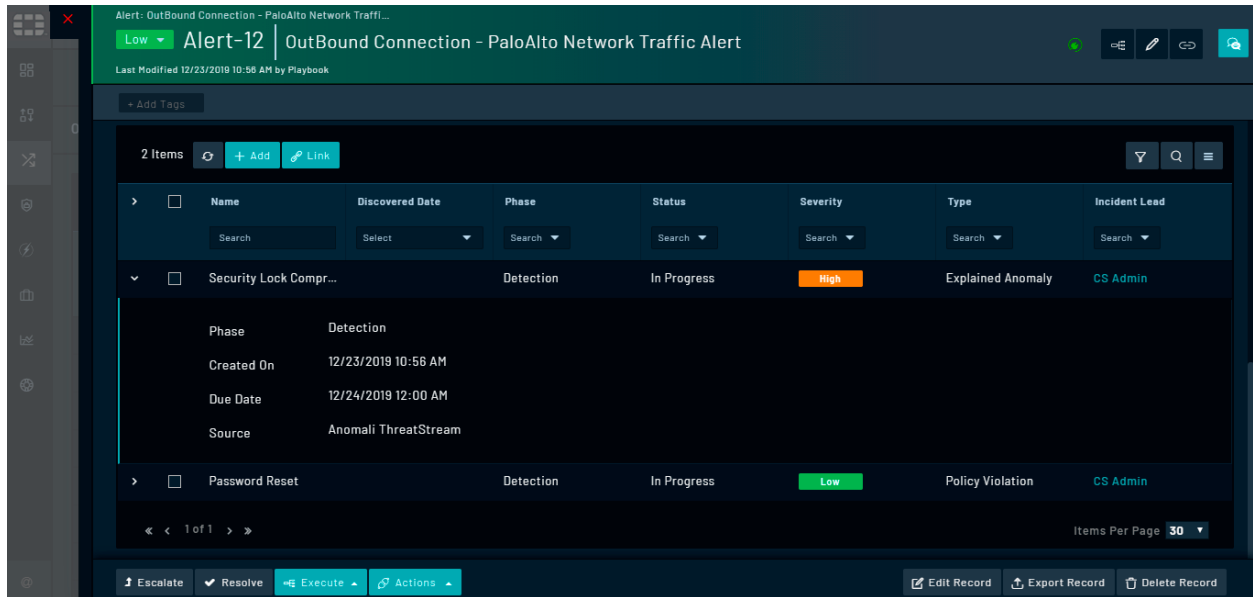 Alert: OutBound Connection - PaloAlto Network Traffi...
Low Alert-12 OutBound Connection - PaloAlto Network Traffic Alert
Last Modified 12/23/2019 10:56 AM by Playbook
+ Add Tags
2 Items + Add Link
Name Discovered Date Phase Status Severity Type Incident Lead
Search Select Search Search Search Search Search
Security Lock Compr... Detection In Progress High Explained Anomaly CS Admin
Phase Detection
Created On 12/23/2019 10:56 AM
Due Date 12/24/2019 12:00 AM
Source Anomali ThreatStream
Password Reset Detection In Progress Low Policy Violation CS Admin
« < 1 of 1 > » Items Per Page 30
Escalate Resolve Execute Actions Edit Record Export Record Delete Record